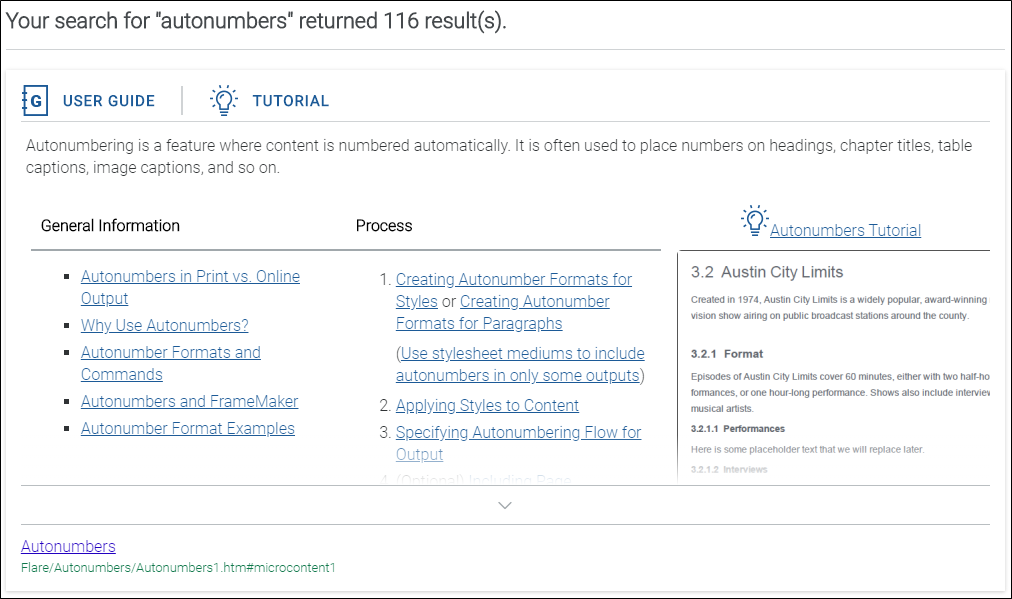 Your search for "autonumbers" returned 116 result(s).
G USER GUIDE TUTORIAL
Autonumbering is a feature where content is numbered automatically. It is often used to place numbers on headings, chapter titles, table
captions, image captions, and so on.
General Information
▪ Autonumbers in Print vs. Online
Output
▪ Why Use Autonumbers?
▪ Autonumber Formats and
Commands
▪ Autonumbers and FrameMaker
▪ Autonumber Format Examples
Process
1. Creating Autonumber Formats for
Styles or Creating Autonumber
Formats for Paragraphs
(Use stylesheet mediums to include
autonumbers in only some outputs)
2. Applying Styles to Content
3. Specifying Autonumbering Flow for
Output
4. (Optional) Including Page
Autonumbers Tutorial
3.2 Austin City Limits
Created in 1974, Austin City Limits is a widely popular, award-winning
vision show airing on public broadcast stations around the county.
3.2.1 Format
Episodes of Austin City Limits cover 60 minutes, either with two half-ho
formances, or one hour-long performance. Shows also include interview
musical artists.
3.2.1.1 Performances
Here is some placeholder text that we will replace later.
3.2.1.2 Interviews
Autonumbers
Flare/Autonumbers/Autonumbers1.htm#microcontent1